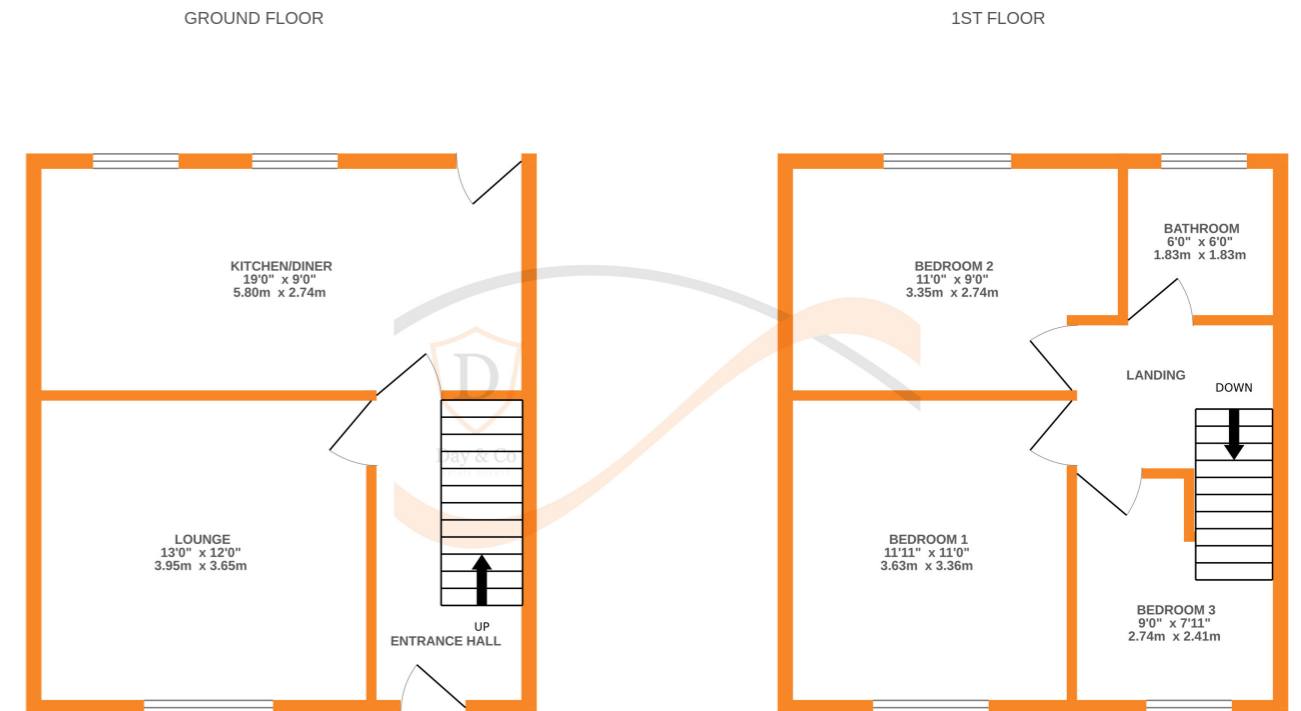 GROUND FLOOR
KITCHEN/DINER
19'0" x 9'0"
5.80m x 2.74m
D
Day & Co
LOUNGE
13'0" x 12'0"
3.95m x 3.65m
UP
ENTRANCE HALL
1ST FLOOR
BATHROOM
6'0" x 6'0"
1.83m x 1.83m
BEDROOM 2
11'0" x 9'0"
3.35m x 2.74m
LANDING
DOWN
BEDROOM 1
11'11" x 11'0"
3.63m x 3.36m
BEDROOM 3
9'0" x 7'11"
2.74m x 2.41m